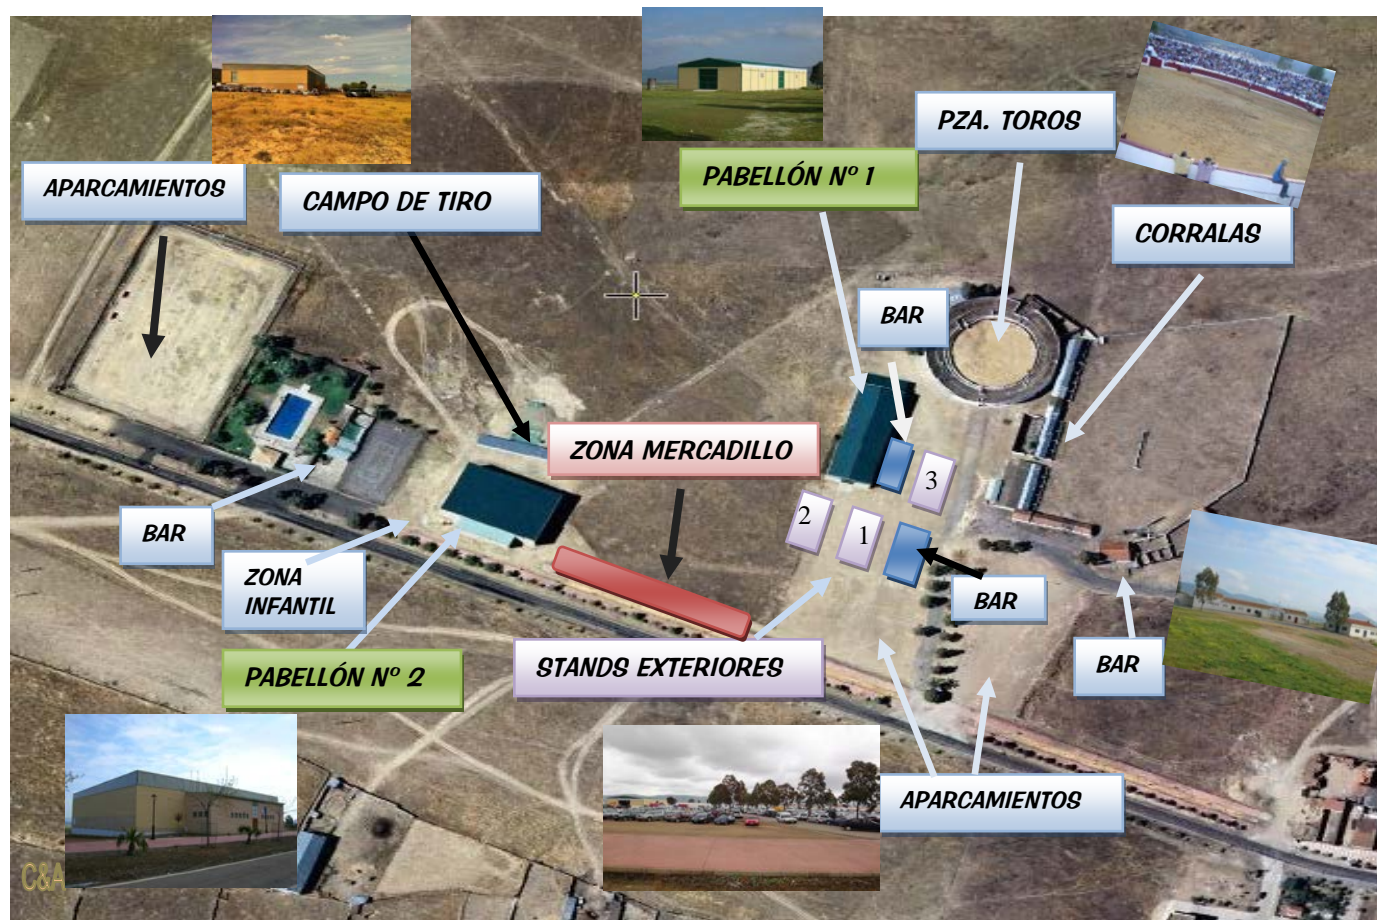 PZA. TOROS
APARCAMIENTOS
CAMPO DE TIRO
PABELLÓN Nº 1
CORRALAS
BAR
ZONA MERCADILLO
3
2
1
BAR
ZONA
INFANTIL
BAR
STANDS EXTERIORES
BAR
PABELLÓN Nº 2
APARCAMIENTOS
C&A